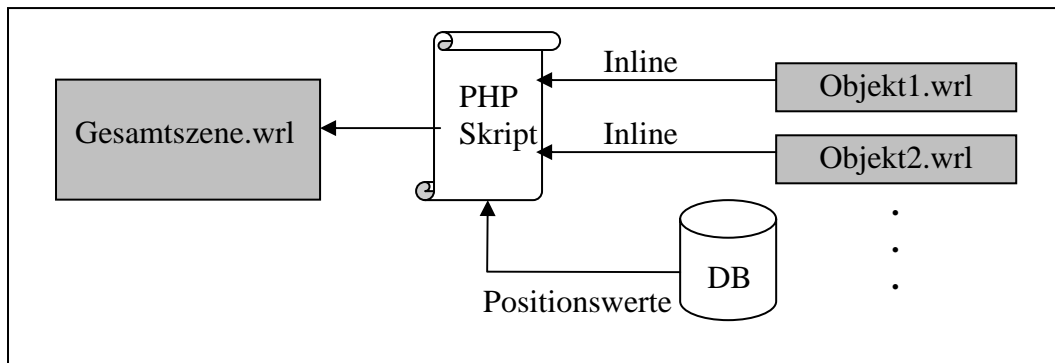 Gesamtszene.wrl
PHP
Skript
Inline
Objekt1.wrl
Inline
Objekt2.wrl
.
.
.
DB
Positionswerte